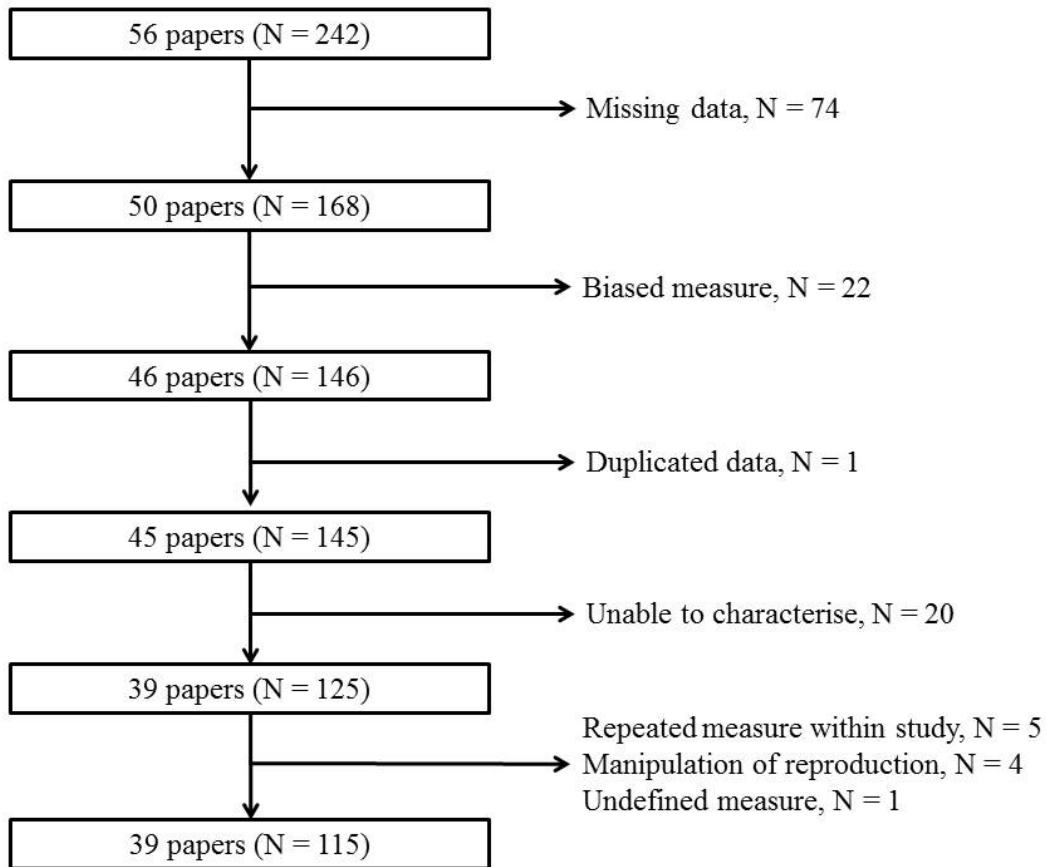 56 papers (N = 242)
Missing data, N = 74
50 papers (N = 168)
Biased measure, N = 22
46 papers (N = 146)
Duplicated data, N = 1
45 papers (N = 145)
Unable to characterise, N = 20
39 papers (N = 125)
Repeated measure within study, N = 5
Manipulation of reproduction, N = 4
Undefined measure, N = 1
39 papers (N = 115)